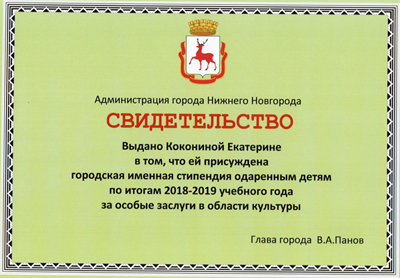 Администрация города Нижнего Новгорода
СВИДЕТЕЛЬСТВО
Выдано Кокониной Екатерине
в том, что ей присуждена
городская именная стипендия одаренным детям
по итогам 2018-2019 учебного года
за особые заслуги в области культуры
Глава города В.А.Панов